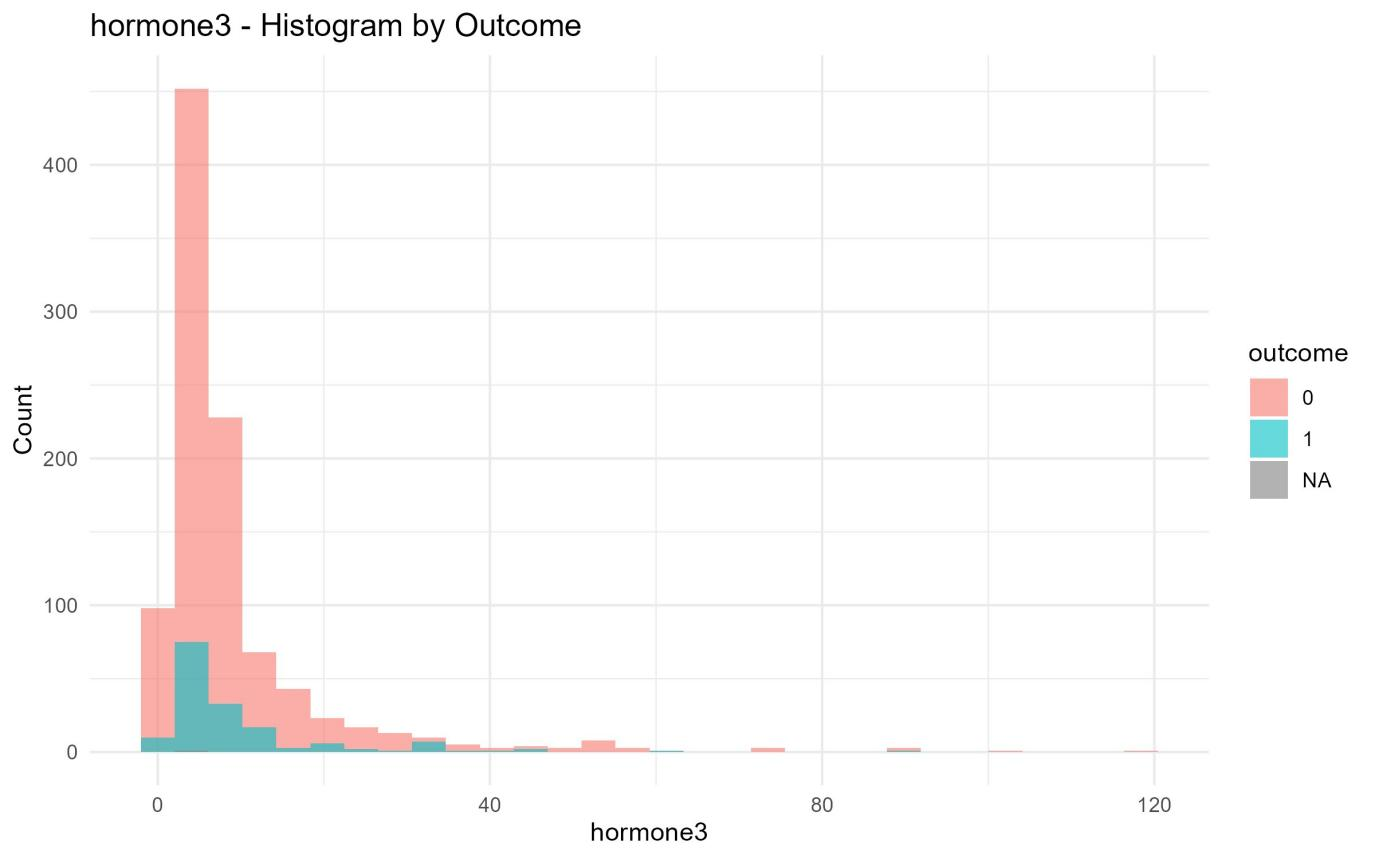 hormone3 - Histogram by Outcome
400
300
200
100
0
Count
0
40
80
120
hormone3
outcome
0
1
NA